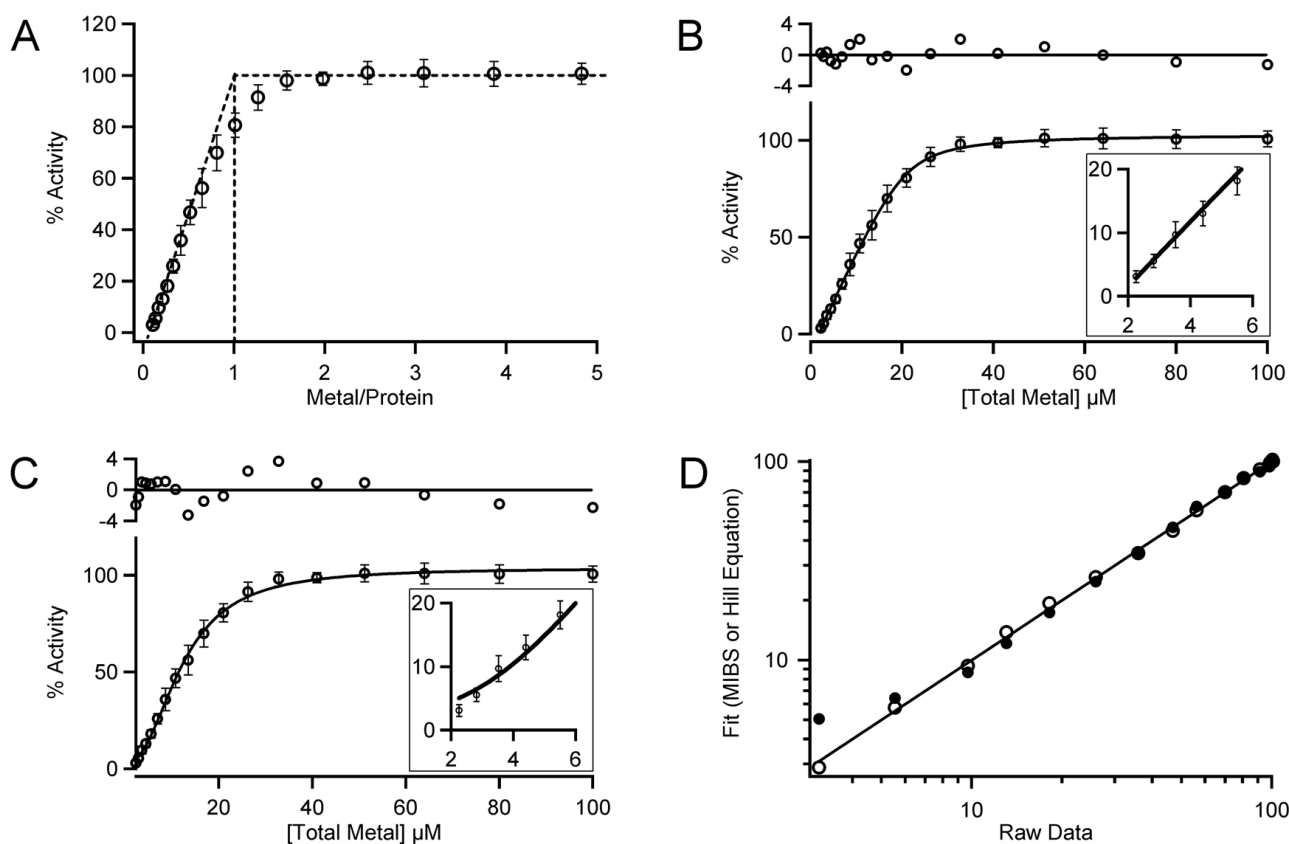 A
120
100
80
60
40
20
0
% Activity
0 1 2 3 4 5
Metal/Protein
B
4
0
-4
100
50
0
% Activity
20
10
0
2 4 6
0 20 40 60 80 100
[Total Metal] µM
C
4
0
-4
100
50
0
% Activity
20
10
0
2 4 6
20 40 60 80 100
[Total Metal] µM
D
100
10
Fit (MIBS or Hill Equation)
10 100
Raw Data